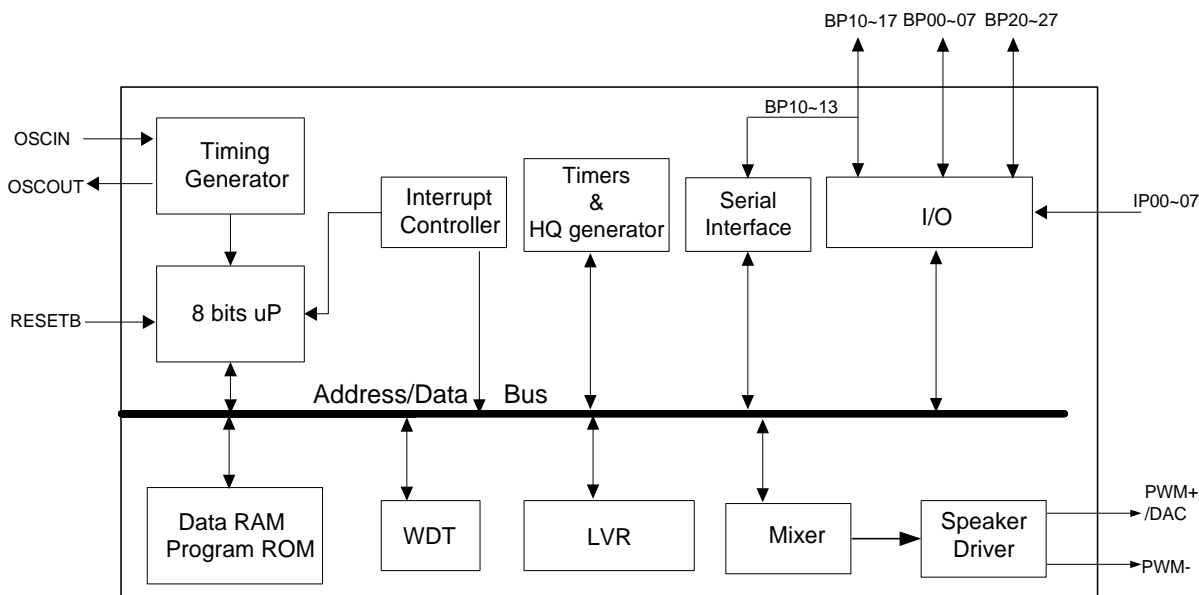 BP10~17 BP00~07 BP20~27
BP10~13
OSCIN
OSCOUT
Timing
Generator
Interrupt
Controller
Timers
&
HQ generator
Serial
Interface
I/O
IP00~07
RESETB
8 bits uP
Address/Data Bus
Data RAM
Program ROM
WDT
LVR
Mixer
Speaker
Driver
PWM+
/DAC
PWM-